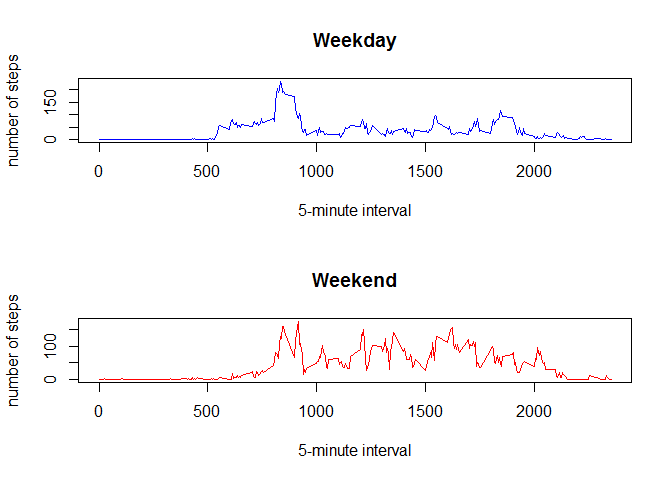 Weekday
number of steps
150
0
0 500 1000 1500 2000
5-minute interval
Weekend
number of steps
100
0
0 500 1000 1500 2000
5-minute interval